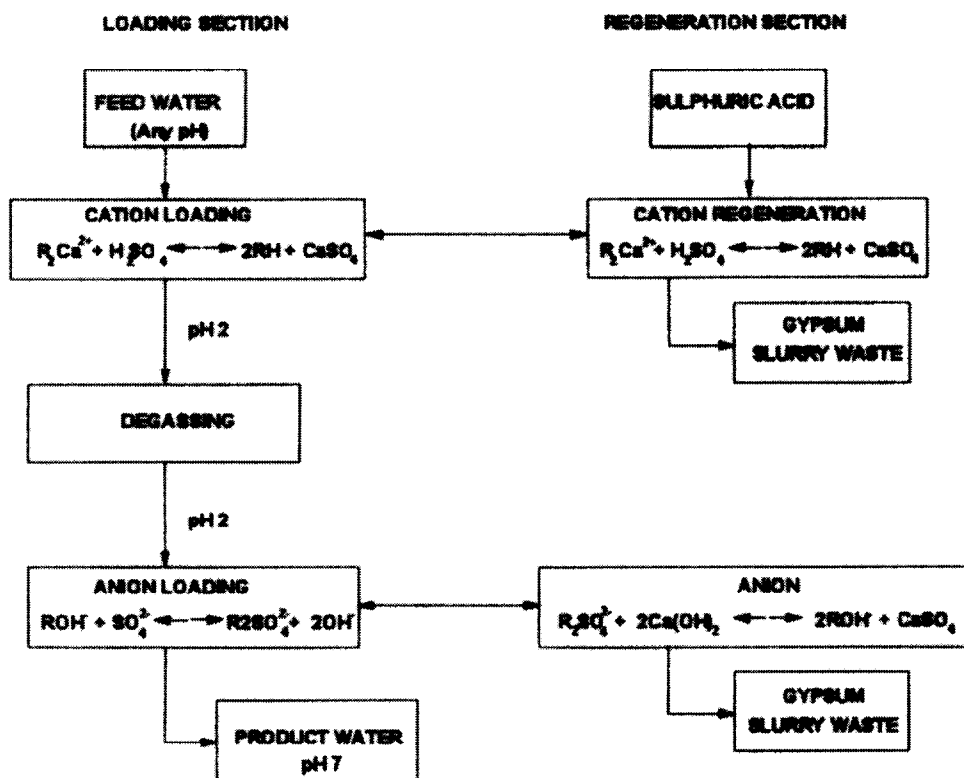 LOADING SECTIION
REGENERATION SECTION
FEED WATER
(Any pH)
SULPHURIC ACID
CATION LOADING
R₂Ca²⁺+ H₂SO₄ ⟷ 2RH + CaSO₄
CATION REGENERATION
R₂Ca²⁺+ H₂SO₄ ⟷ 2RH + CaSO₄
pH 2
GYPSUM
SLURRY WASTE
DEGASSING
pH 2
ANION LOADING
ROH⁻ + SO₄²⁻ ⟷ R2SO₄²⁻ + 2OH⁻
ANION
R₂SO₄²⁻ + 2Ca(OH)₂ ⟷ 2ROH⁻ + CaSO₄
PRODUCT WATER
pH 7
GYPSUM
SLURRY WASTE